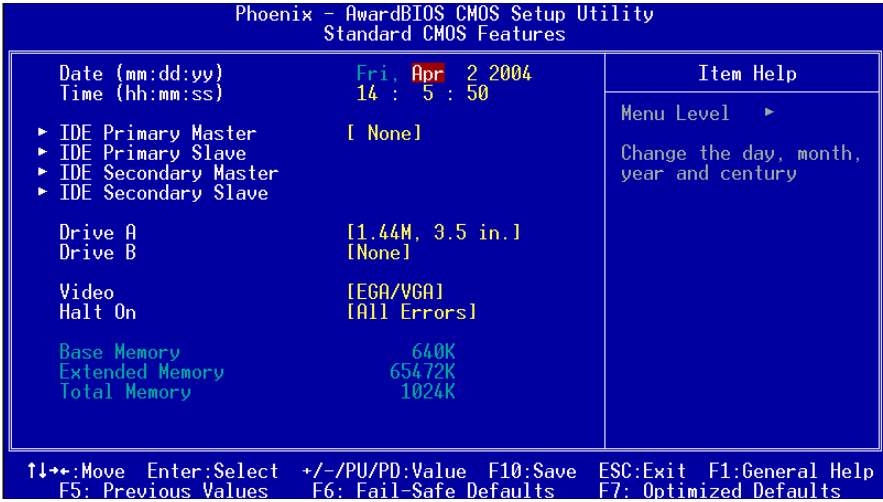 Phoenix - AwardBIOS CMOS Setup Utility
Standard CMOS Features
Date (mm:dd:yy) Fri, Apr 2 2004
Time (hh:mm:ss) 14 : 5 : 50
► IDE Primary Master [ None]
► IDE Primary Slave
► IDE Secondary Master
► IDE Secondary Slave
Drive A [1.44M, 3.5 in.]
Drive B [None]
Video [EGA/VGA]
Halt On [All Errors]
Base Memory 640K
Extended Memory 65472K
Total Memory 1024K
Item Help
Menu Level ►
Change the day, month,
year and century
↑↓→←:Move Enter:Select +/-/PU/PD:Value F10:Save ESC:Exit F1:General Help
F5: Previous Values F6: Fail-Safe Defaults F7: Optimized Defaults